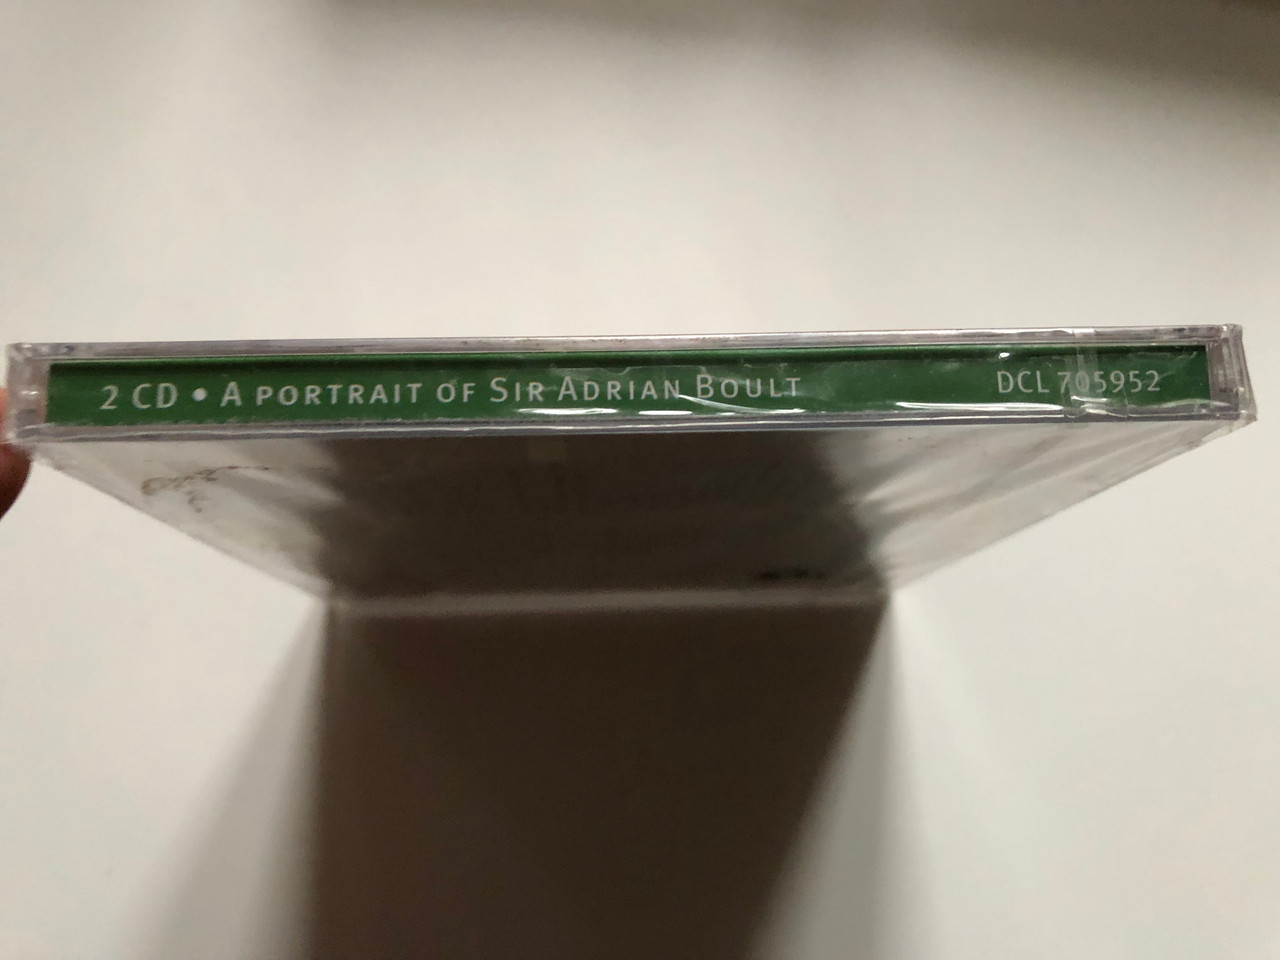 2 CD • A PORTRAIT OF SIR ADRIAN BOULT DCL 705952